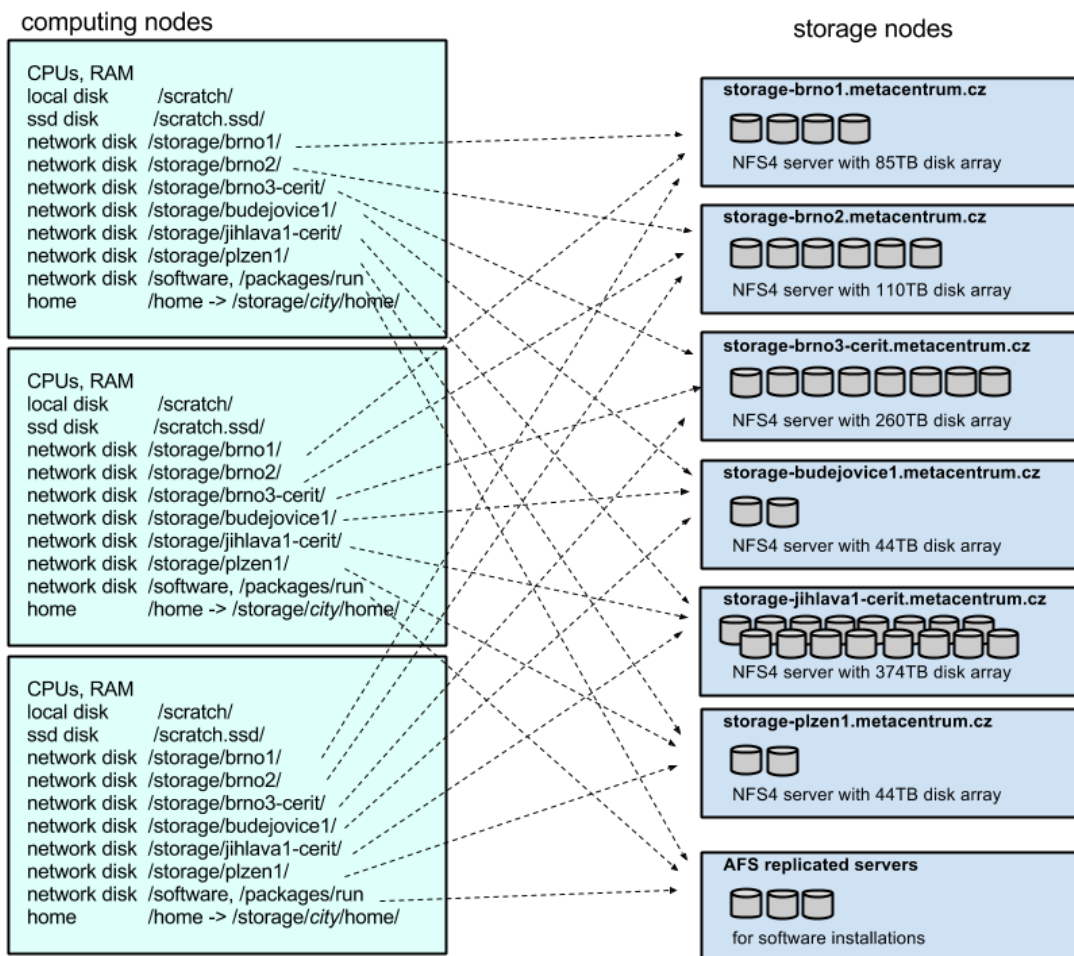 computing nodes
CPUs, RAM
local disk /scratch/
ssd disk /scratch.ssd/
network disk /storage/brno1/
network disk /storage/brno2/
network disk /storage/brno3-cerit/
network disk /storage/budejovice1/
network disk /storage/jihlava1-cerit/
network disk /storage/plzen1/
network disk /software, /packages/run
home /home -> /storage/city/home/
CPUs, RAM
local disk /scratch/
ssd disk /scratch.ssd/
network disk /storage/brno1/
network disk /storage/brno2/
network disk /storage/brno3-cerit/
network disk /storage/budejovice1/
network disk /storage/jihlava1-cerit/
network disk /storage/plzen1/
network disk /software, /packages/run
home /home -> /storage/city/home/
CPUs, RAM
local disk /scratch/
ssd disk /scratch.ssd/
network disk /storage/brno1/
network disk /storage/brno2/
network disk /storage/brno3-cerit/
network disk /storage/budejovice1/
network disk /storage/jihlava1-cerit/
network disk /storage/plzen1/
network disk /software, /packages/run
home /home -> /storage/city/home/
storage nodes
storage-brno1.metacentrum.cz
NFS4 server with 85TB disk array
storage-brno2.metacentrum.cz
NFS4 server with 110TB disk array
storage-brno3-cerit.metacentrum.cz
NFS4 server with 260TB disk array
storage-budejovice1.metacentrum.cz
NFS4 server with 44TB disk array
storage-jihlava1-cerit.metacentrum.cz
NFS4 server with 374TB disk array
storage-plzen1.metacentrum.cz
NFS4 server with 44TB disk array
AFS replicated servers
for software installations